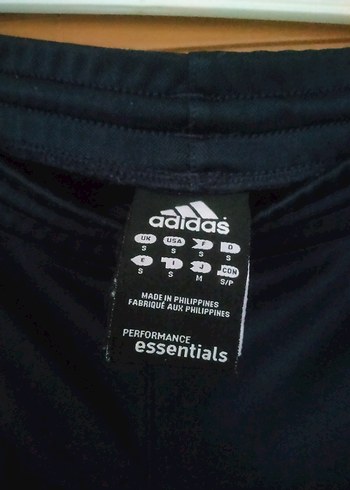 adidas
UK USA F D
S S S S
E I J CDN
S S M S/P
MADE IN PHILIPPINES
FABRIQUÉ AUX PHILIPPINES
PERFORMANCE
essentials